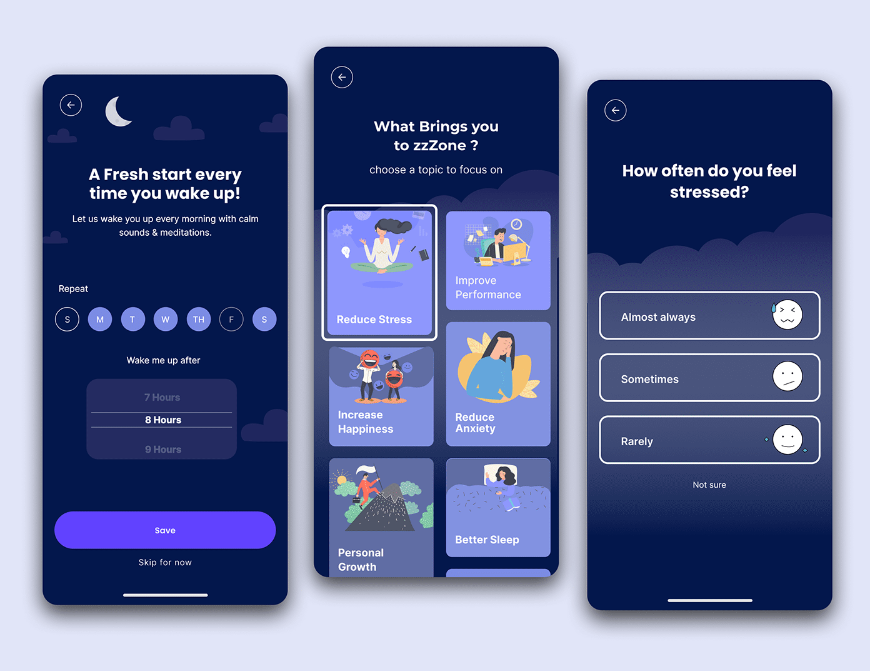 A Fresh start every
time you wake up!
Let us wake you up every morning with calm
sounds & meditations.
Repeat
S M T W TH F S
Wake me up after
7 Hours
8 Hours
9 Hours
Save
Skip for now
What Brings you
to zzZone ?
choose a topic to focus on
Reduce Stress
Improve
Performance
Increase
Happiness
Reduce
Anxiety
Personal
Growth
Better Sleep
How often do you feel
stressed?
Almost always
Sometimes
Rarely
Not sure